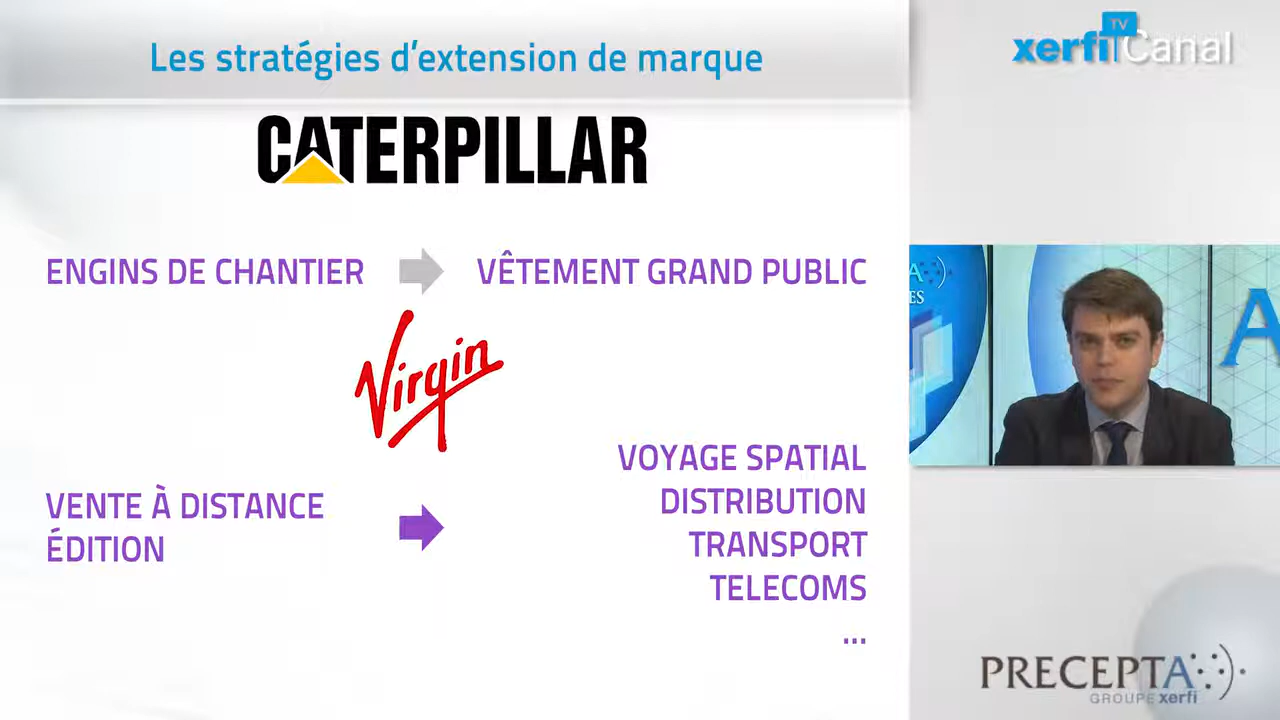 Les stratégies d'extension de marque
xerfi TV Canal
CATERPILLAR
ENGINS DE CHANTIER
VÊTEMENT GRAND PUBLIC
Virgin
VENTE À DISTANCE
ÉDITION
VOYAGE SPATIAL
DISTRIBUTION
TRANSPORT
TELECOMS
...
A
ES
A
PRECEPTA
GROUPE xerfi